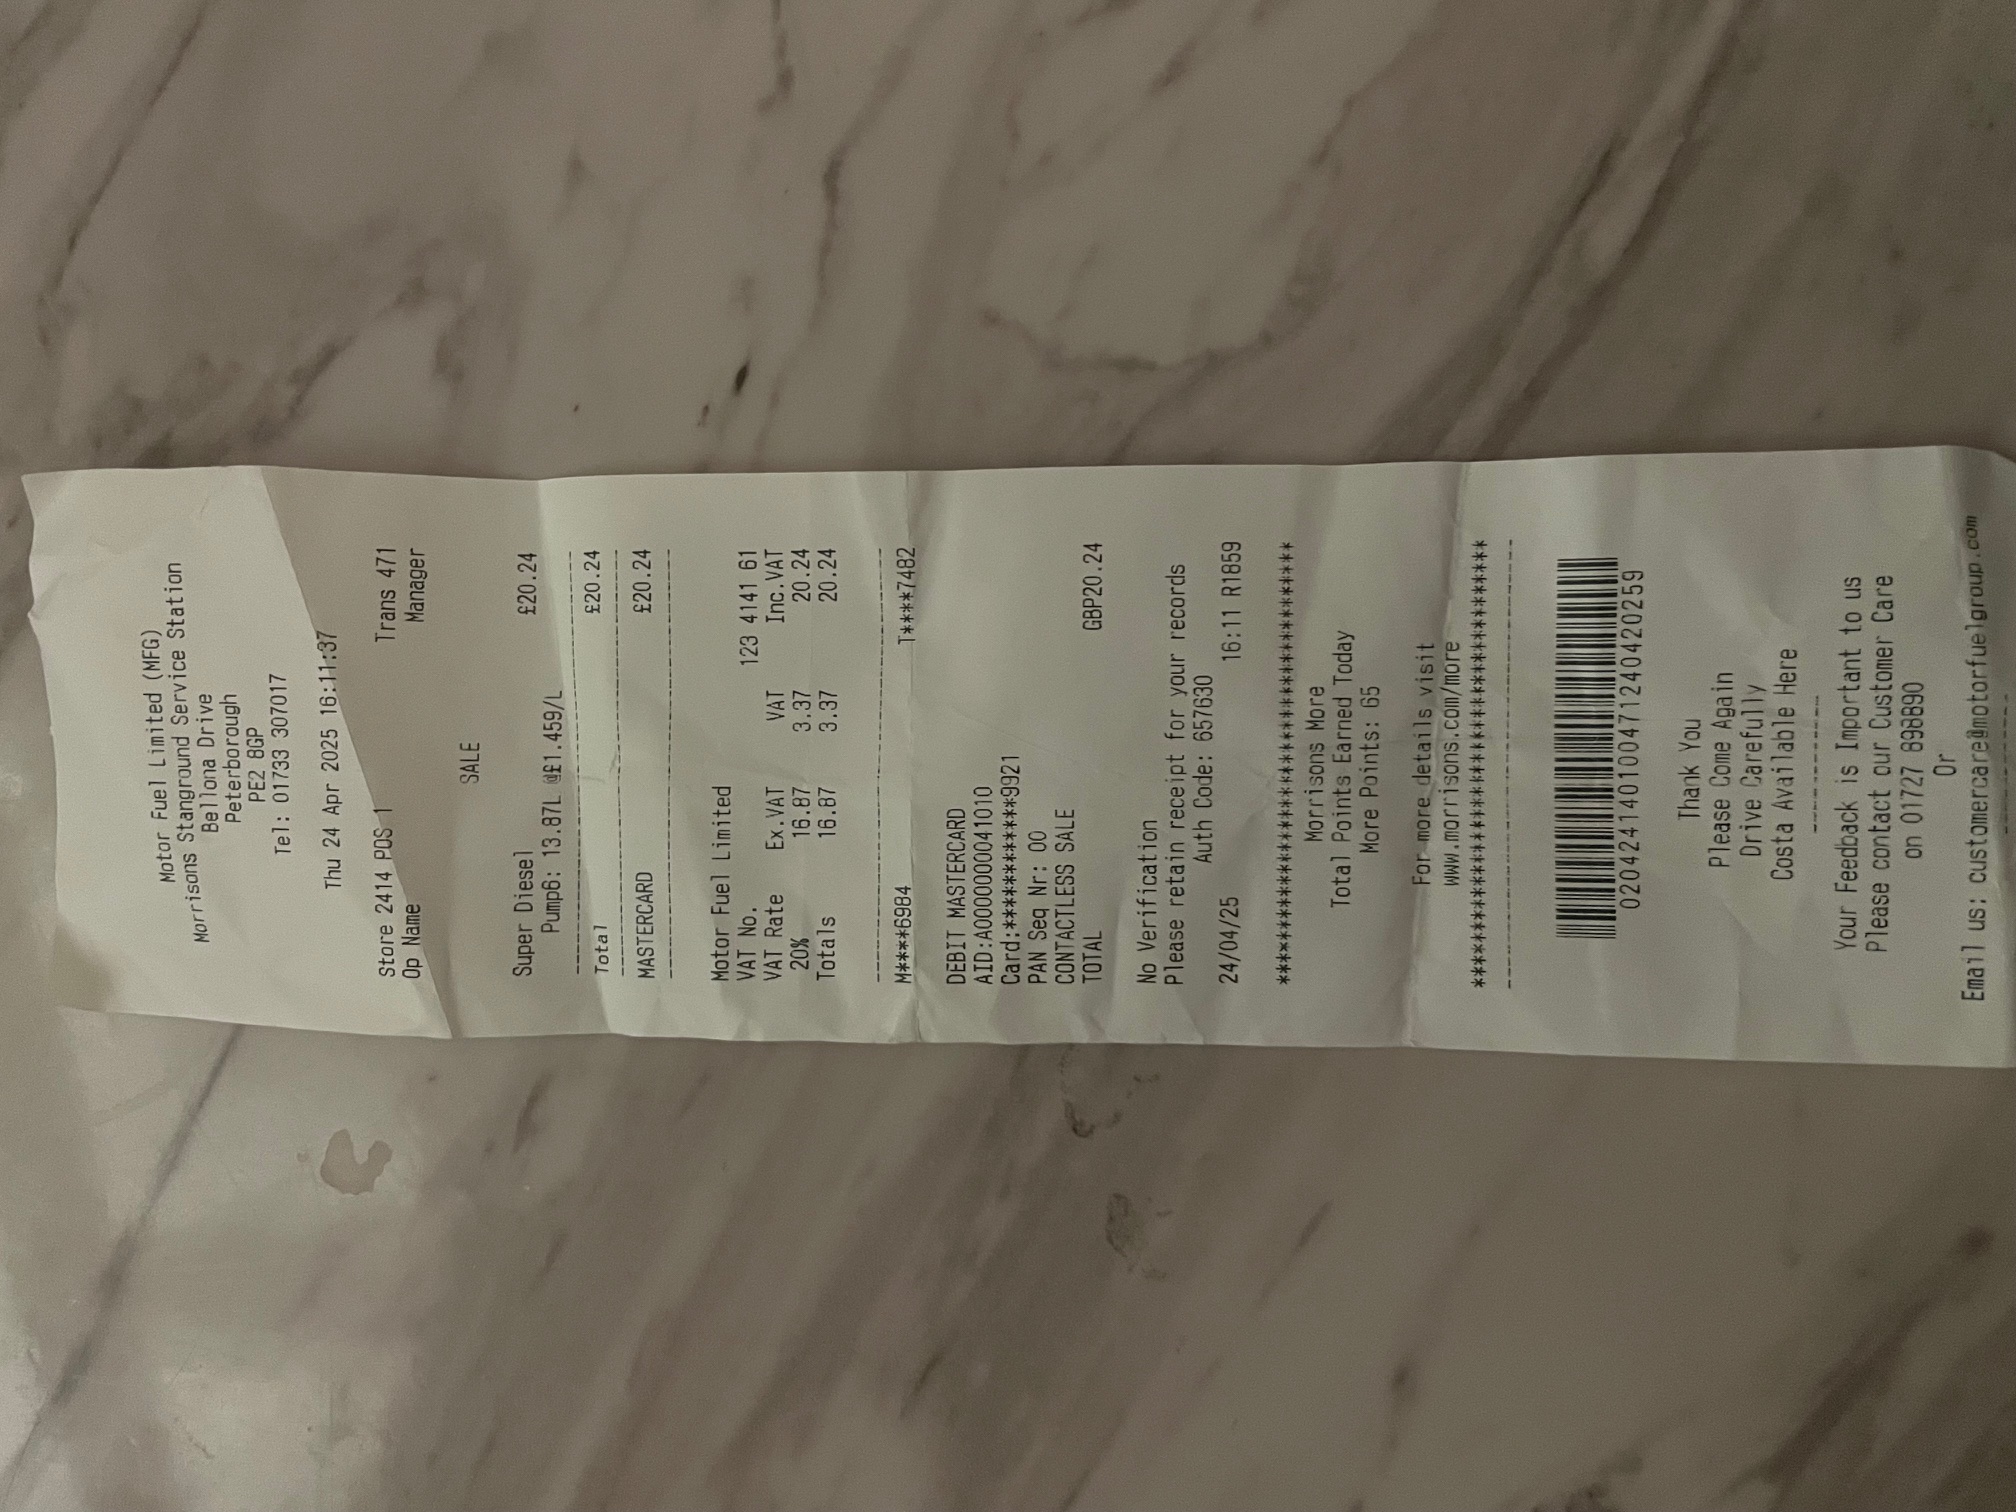 Motor Fuel Limited (MFG)
Morrisons Stanground Service Station
Bellona Drive
Peterborough
PE2 8GP
Tel: 01733 307017
Thu 24 Apr 2025 16:11:37
Store 2414 POS 1 Trans 471
Op Name Manager
SALE
Super Diesel £20.24
Pump6: 13.87L @£1.459/L
Total £20.24
MASTERCARD £20.24
Motor Fuel Limited
VAT No. 123 4141 61
VAT Rate Ex.VAT VAT Inc.VAT
20% 16.87 3.37 20.24
Totals 16.87 3.37 20.24
M****6984 T****7482
DEBIT MASTERCARD
AID:A0000000041010
Card:************9921
PAN Seq Nr: 00
CONTACTLESS SALE
TOTAL GBP20.24
No Verification
Please retain receipt for your records
Auth Code: 657630
24/04/25 16:11 R1859
****************************************
Morrisons More
Total Points Earned Today
More Points: 65
For more details visit
www.morrisons.com/more
****************************************
020424140100471240420259
Thank You
Please Come Again
Drive Carefully
Costa Available Here
Your Feedback is Important to us
Please contact our Customer Care
on 01727 898890
Or
Email us: customercare@motorfuelgroup.com